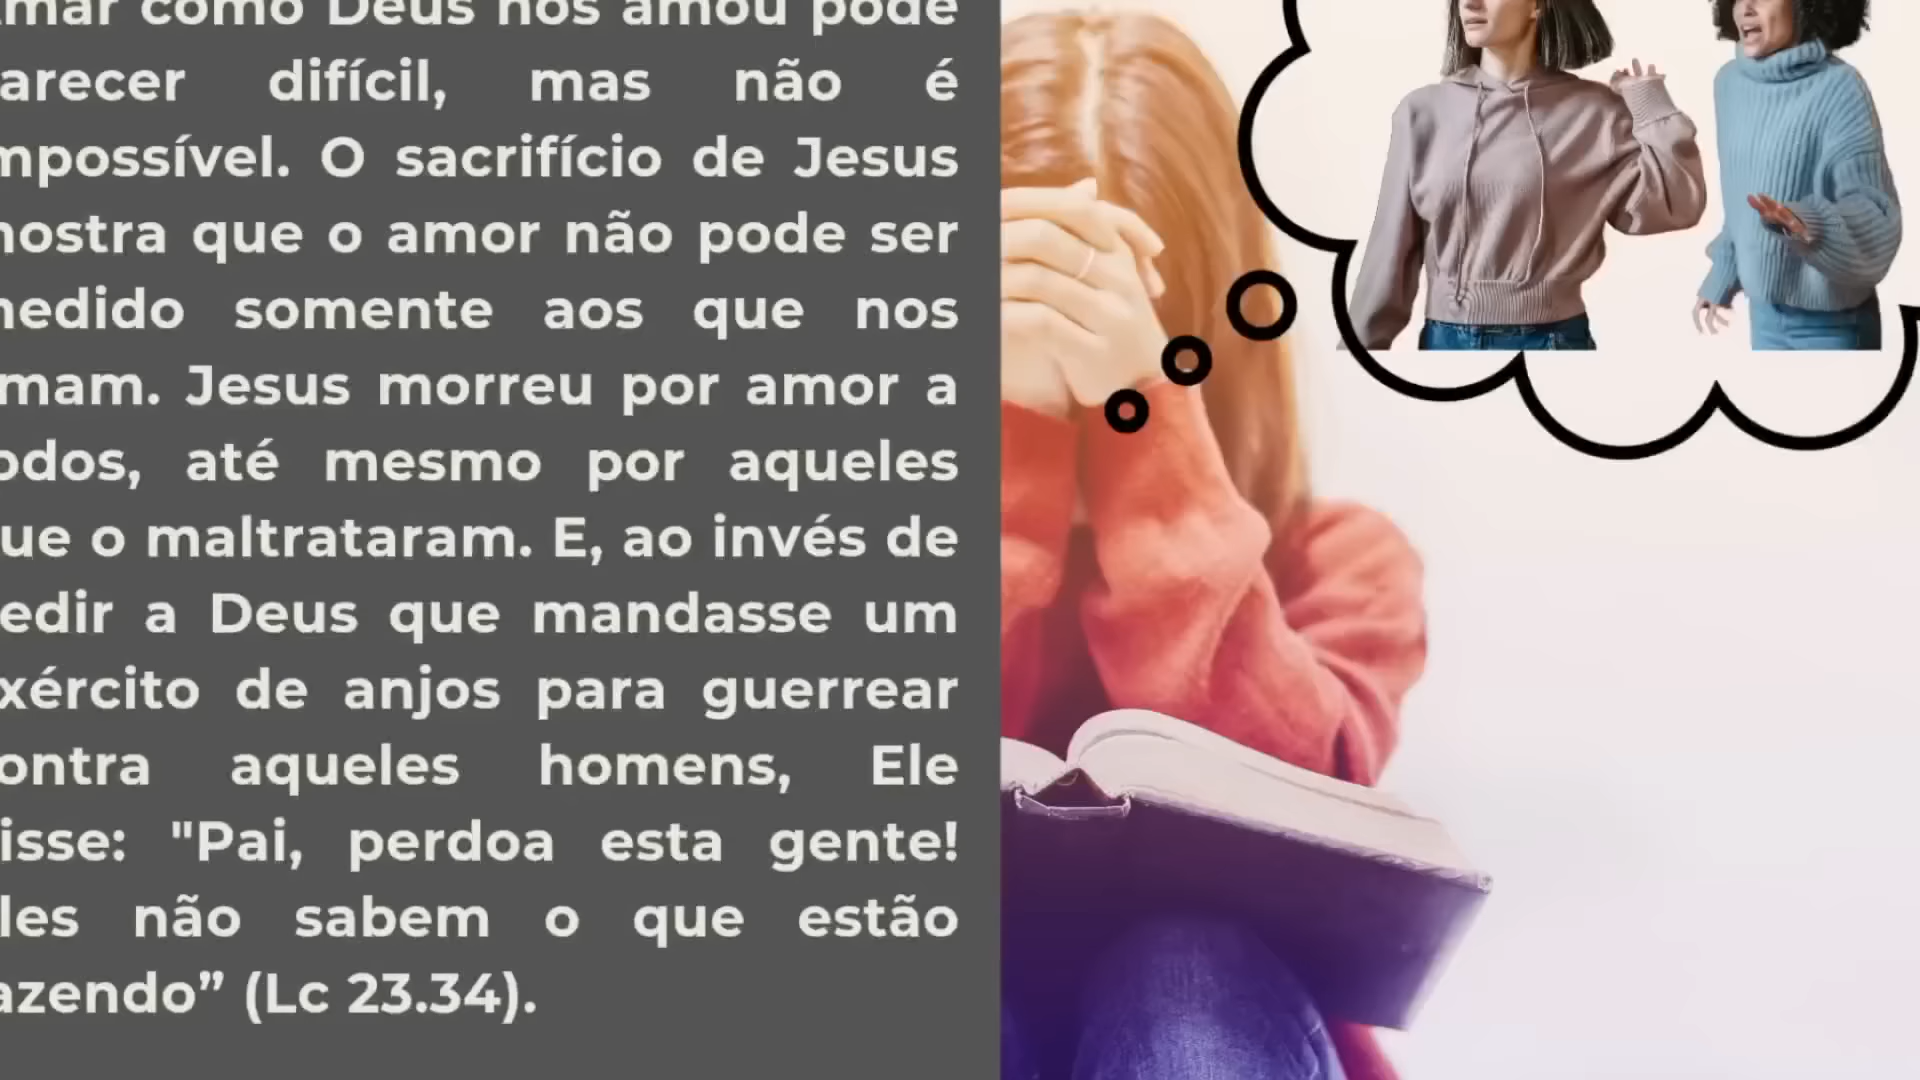 mar como Deus nos amou pode
arecer difícil, mas não é
mpossível. O sacrifício de Jesus
nostra que o amor não pode ser
nedido somente aos que nos
mam. Jesus morreu por amor a
odos, até mesmo por aqueles
ue o maltrataram. E, ao invés de
edir a Deus que mandasse um
xército de anjos para guerrear
ontra aqueles homens, Ele
isse: "Pai, perdoa esta gente!
les não sabem o que estão
azendo” (Lc 23.34).